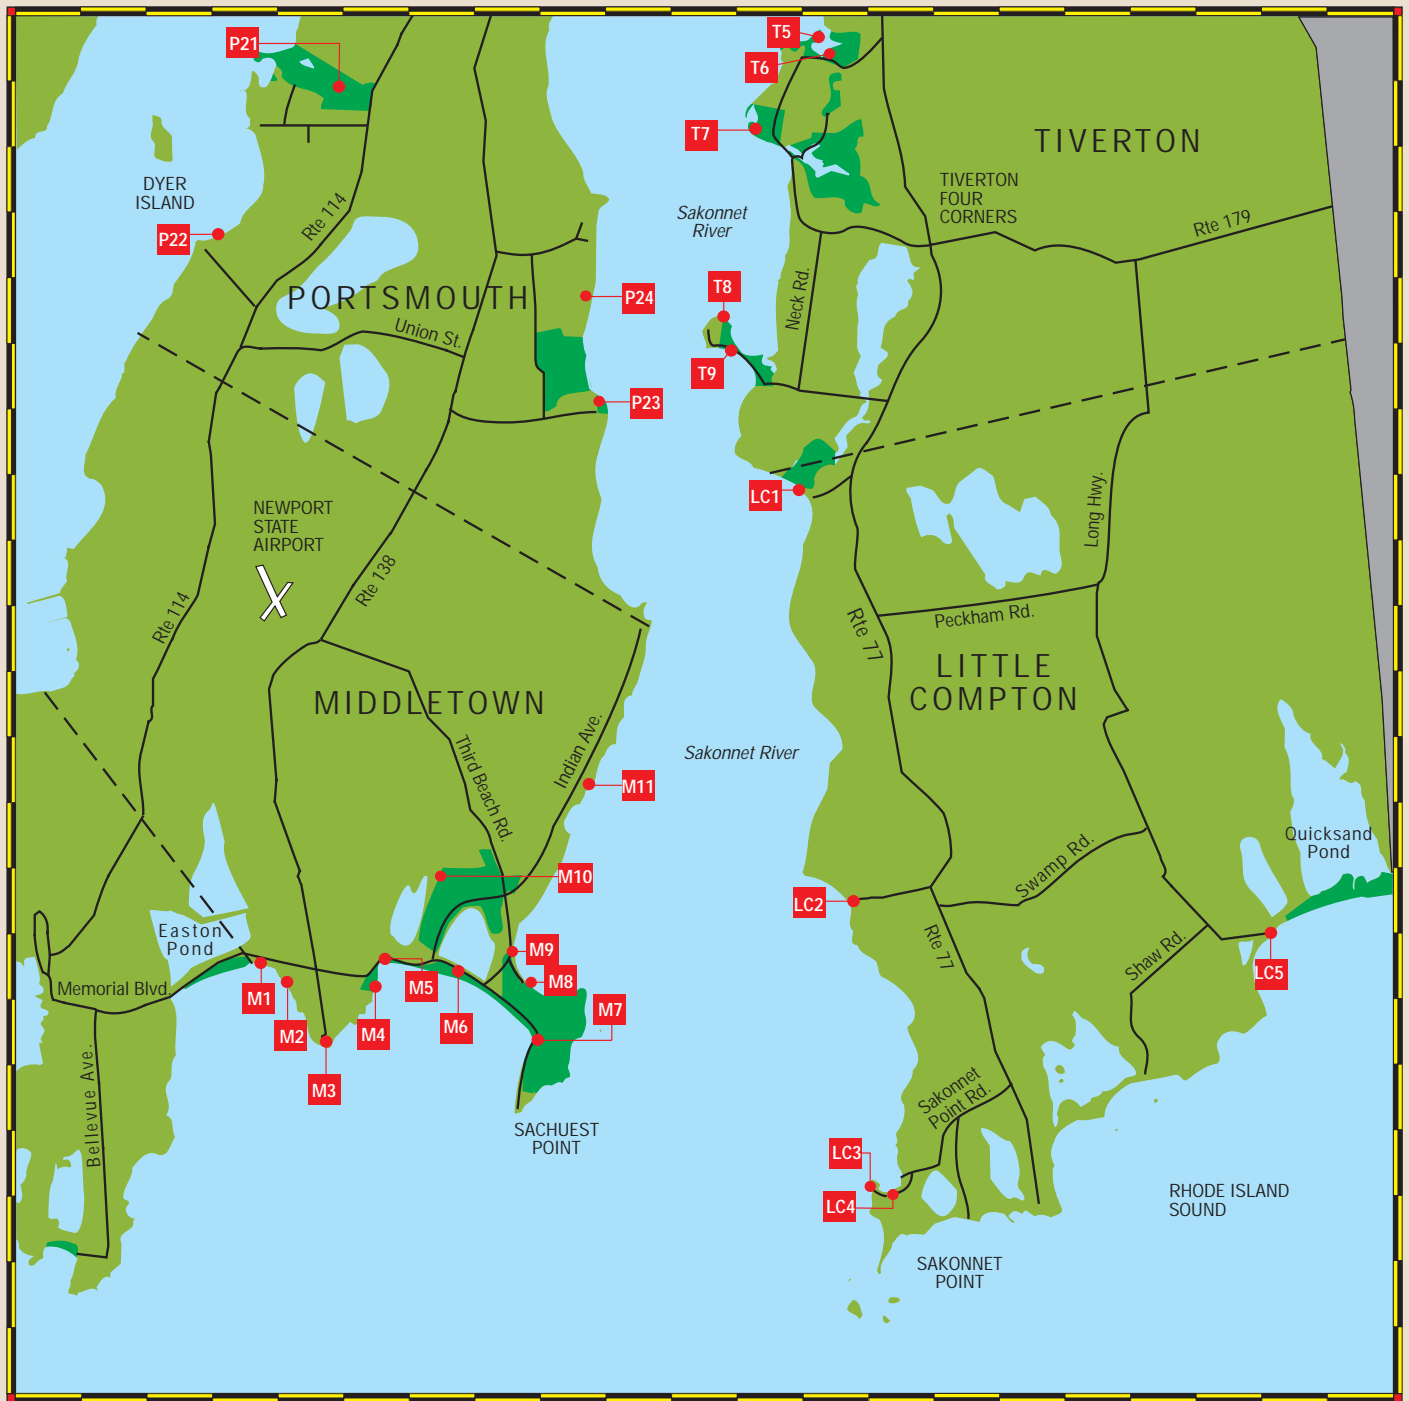 P21
T5
T6
T7
TIVERTON
DYER
ISLAND
TIVERTON
FOUR
CORNERS
Rte 114
Sakonnet
River
Rte 179
P22
PORTSMOUTH
P24
T8
Neck Rd.
Union St.
T9
P23
LC1
NEWPORT
STATE
AIRPORT
Long Hwy.
Rte 138
Rte 114
Peckham Rd.
Rte 77
LITTLE
COMPTON
MIDDLETOWN
Third Beach Rd.
Indian Ave.
Sakonnet River
M11
Quicksand
Pond
Swamp Rd.
M10
LC2
Easton
Pond
Rte 77
Shaw Rd.
M9
M8
LC5
Memorial Blvd.
M1
M5
M7
M2
M4
M6
M3
Bellevue Ave.
Sakonnet
Point Rd.
SACHUEST
POINT
LC3
LC4
RHODE ISLAND
SOUND
SAKONNET
POINT